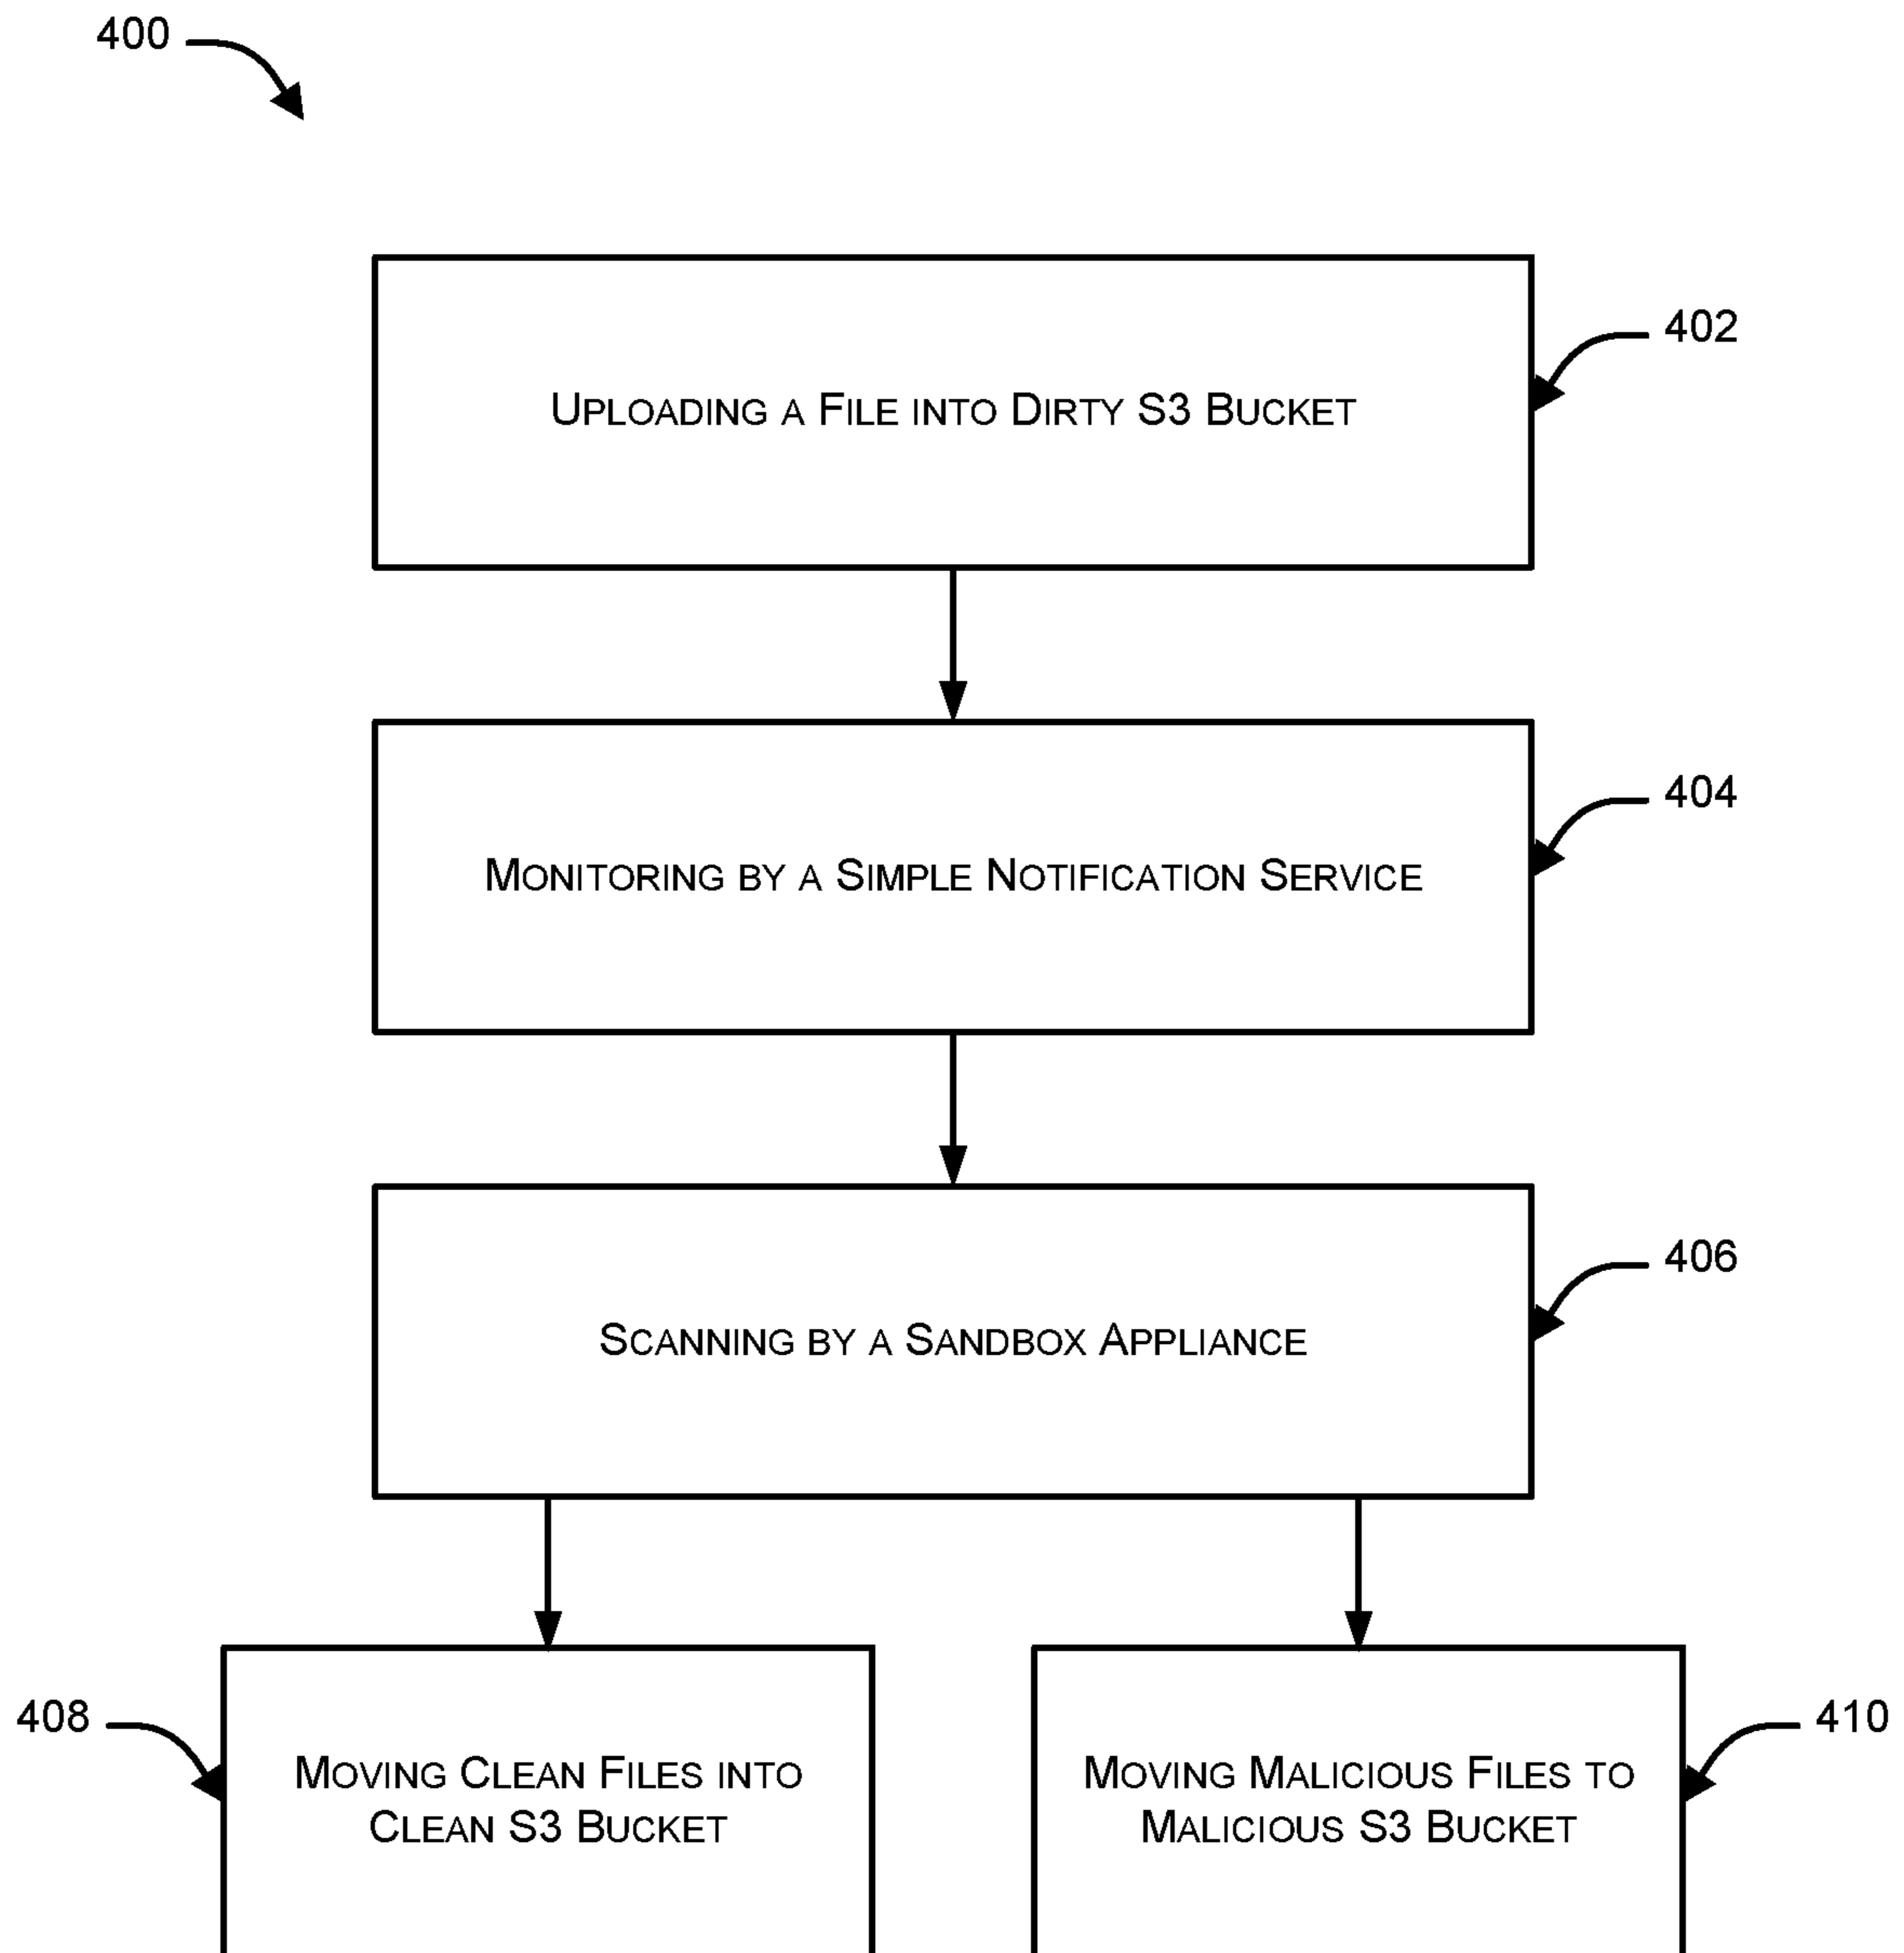 400
402
UPLOADING A FILE INTO DIRTY S3 BUCKET
404
MONITORING BY A SIMPLE NOTIFICATION SERVICE
406
SCANNING BY A SANDBOX APPLIANCE
408
MOVING CLEAN FILES INTO
CLEAN S3 BUCKET
410
MOVING MALICIOUS FILES TO
MALICIOUS S3 BUCKET